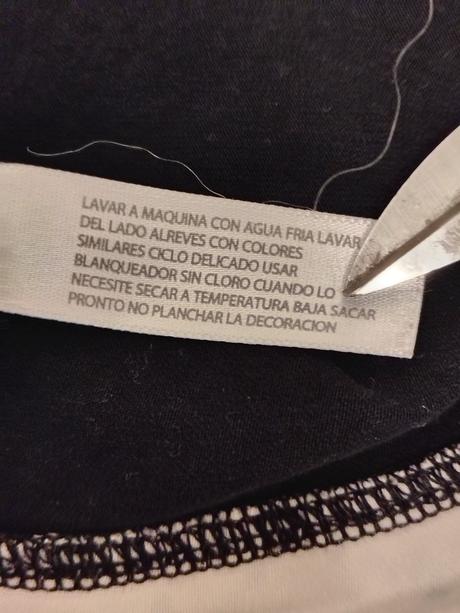 LAVAR A MAQUINA CON AGUA FRIA LAVAR
DEL LADO ALREVES CON COLORES
SIMILARES CICLO DELICADO USAR
BLANQUEADOR SIN CLORO CUANDO LO
NECESITE SECAR A TEMPERATURA BAJA SACAR
PRONTO NO PLANCHAR LA DECORACION